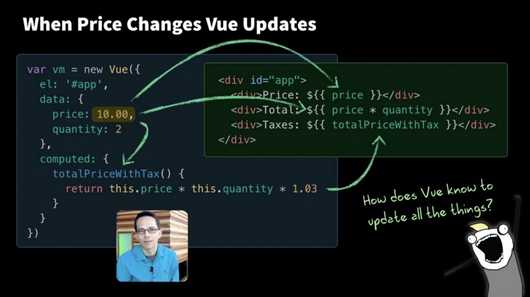 When Price Changes Vue Updates
var vm = new Vue({
el: '#app',
data: {
price: 10.00,
quantity: 2
},
computed: {
totalPriceWithTax() {
return this.price * this.quantity * 1.03
}
}
})
<div id="app">
<div>Price: ${{ price }}</div>
<div>Total: ${{ price * quantity }}</div>
<div>Taxes: ${{ totalPriceWithTax }}</div>
</div>
How does Vue know to
update all the things?